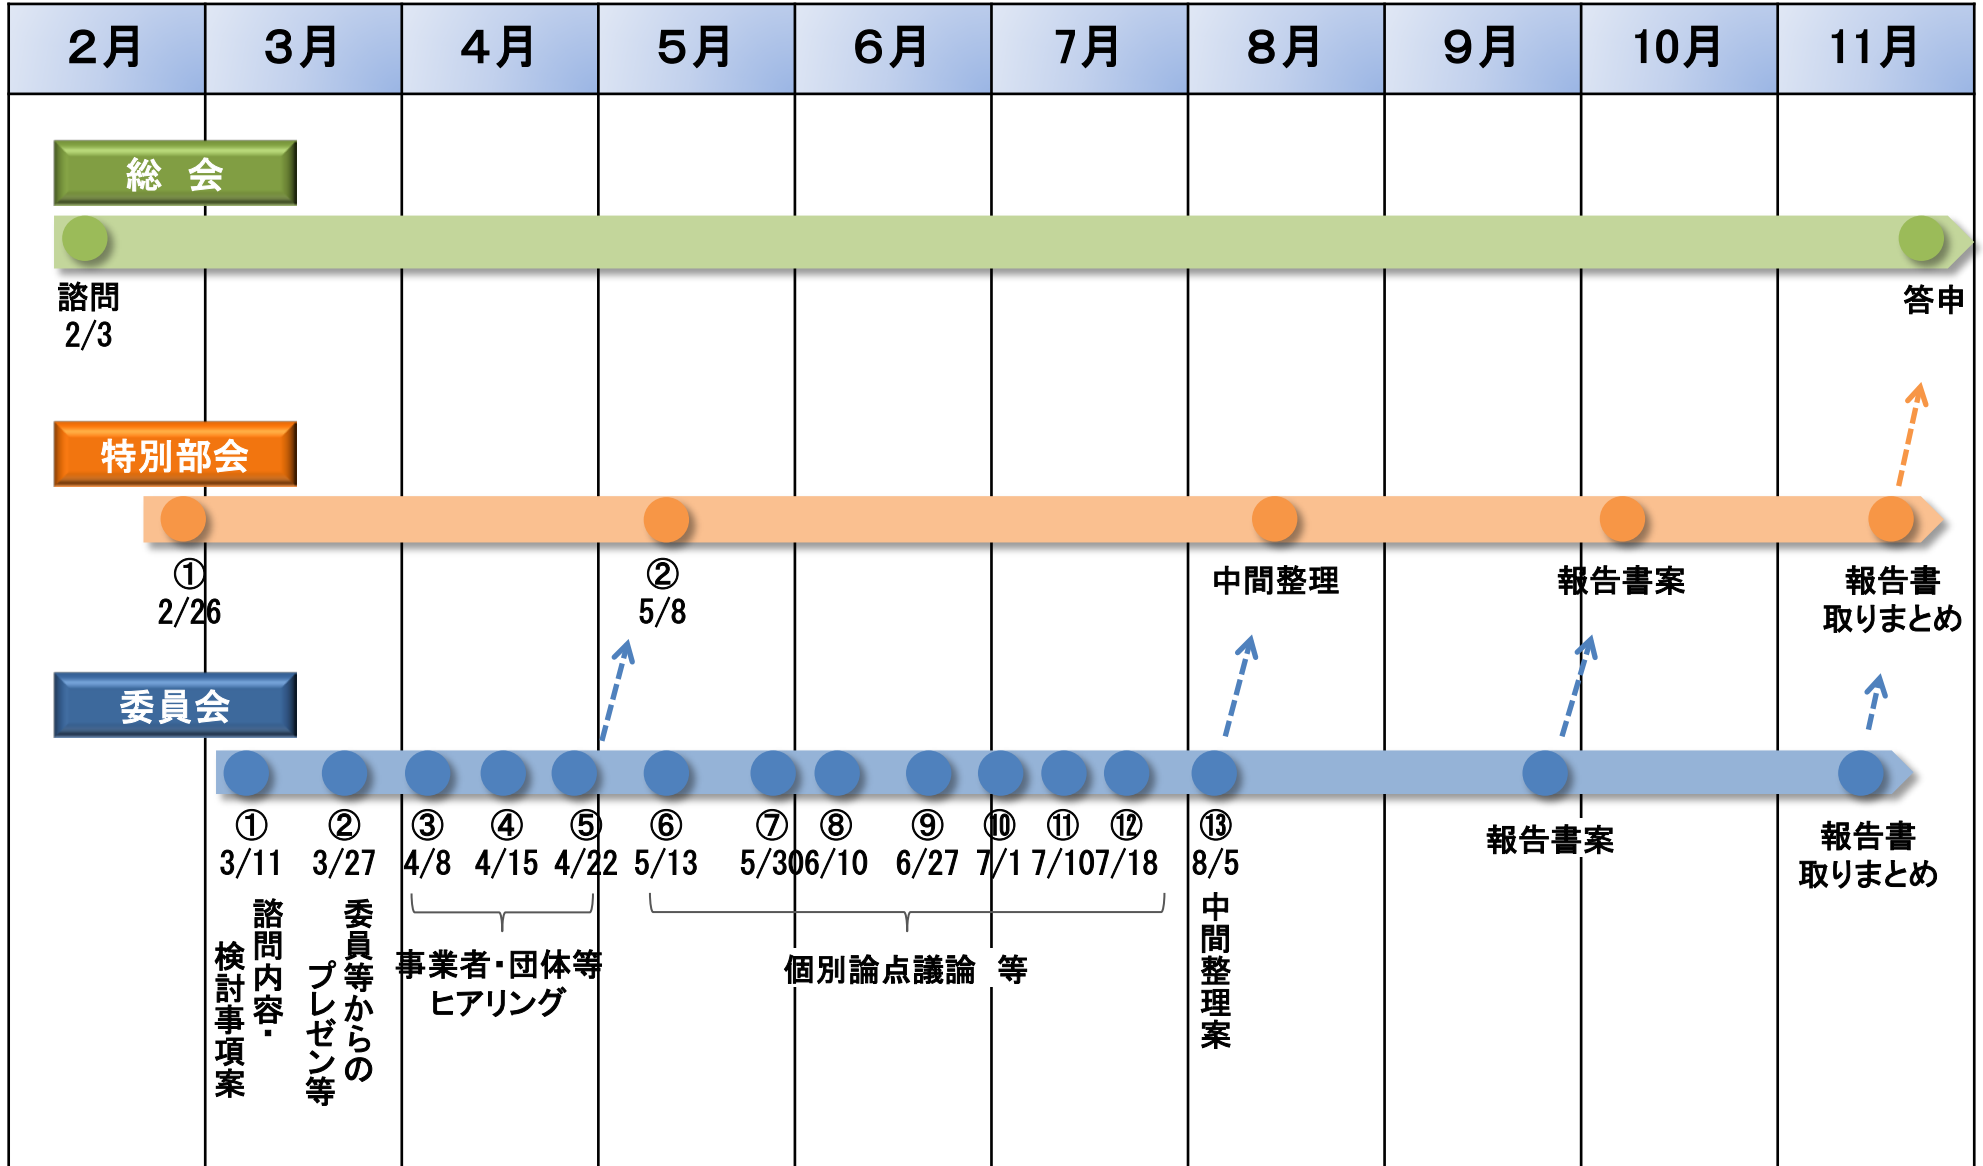 ２月 ３月 ４月 ５月 ６月 ７月 ８月 ９月 10月 11月
総　会
諮問
2/3
答申
特別部会
①
2/26
②
5/8
中間整理
報告書案
報告書
取りまとめ
委員会
① ② ③ ④ ⑤ ⑥ ⑦ ⑧ ⑨ ⑩ ⑪ ⑫ ⑬
3/11 3/27 4/8 4/15 4/22 5/13 5/30 6/10 6/27 7/1 7/10 7/18 8/5
報告書案
報告書
取りまとめ
諮問内容・
検討事項案
委員等からの
プレゼン等
事業者・団体等
ヒアリング
個別論点議論　等
中間整理案